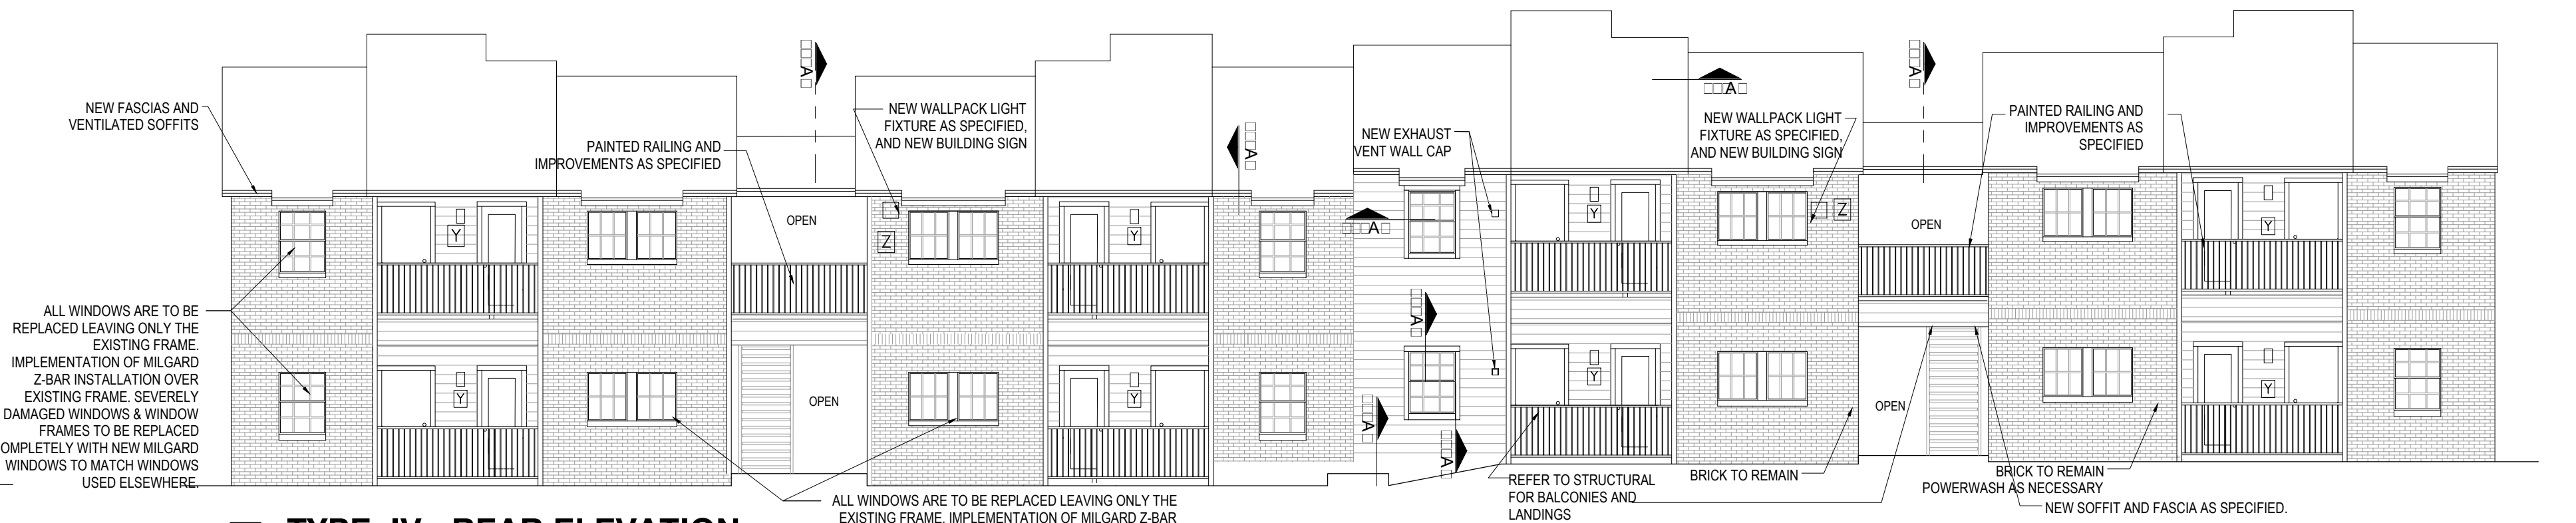 NEW FASCIAS AND
VENTILATED SOFFITS
ALL WINDOWS ARE TO BE
REPLACED LEAVING ONLY THE
EXISTING FRAME.
IMPLEMENTATION OF MILGARD
Z-BAR INSTALLATION OVER
EXISTING FRAME. SEVERELY
DAMAGED WINDOWS & WINDOW
FRAMES TO BE REPLACED
OMPLETELY WITH NEW MILGARD
WINDOWS TO MATCH WINDOWS
USED ELSEWHERE.
PAINTED RAILING AND
IMPROVEMENTS AS SPECIFIED
A
NEW WALLPACK LIGHT
FIXTURE AS SPECIFIED,
AND NEW BUILDING SIGN
Y
Y
OPEN
OPEN
Z
Y
Y
A
ALL WINDOWS ARE TO BE REPLACED LEAVING ONLY THE
EXISTING FRAME. IMPLEMENTATION OF MILGARD Z-BAR
NEW EXHAUST
VENT WALL CAP
A
A
A
A
A
NEW WALLPACK LIGHT
FIXTURE AS SPECIFIED,
AND NEW BUILDING SIGN
Y
Y
Z
A
OPEN
OPEN
PAINTED RAILING AND
IMPROVEMENTS AS
SPECIFIED
Y
Y
REFER TO STRUCTURAL
FOR BALCONIES AND
LANDINGS
BRICK TO REMAIN
BRICK TO REMAIN
POWERWASH AS NECESSARY
NEW SOFFIT AND FASCIA AS SPECIFIED.
TYPE IV - REAR ELEVATION